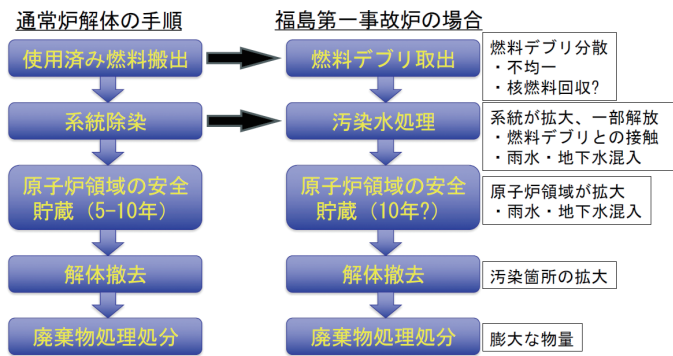 通常炉解体の手順
使用済み燃料搬出
系統除染
原子炉領域の安全
貯蔵（5-10年）
解体撤去
廃棄物処理処分
福島第一事故炉の場合
燃料デブリ取出
汚染水処理
原子炉領域の安全
貯蔵（10年?）
解体撤去
廃棄物処理処分
燃料デブリ分散
・不均一
・核燃料回収?
系統が拡大、一部解放
・燃料デブリとの接触
・雨水・地下水混入
原子炉領域が拡大
・雨水・地下水混入
汚染箇所の拡大
膨大な物量